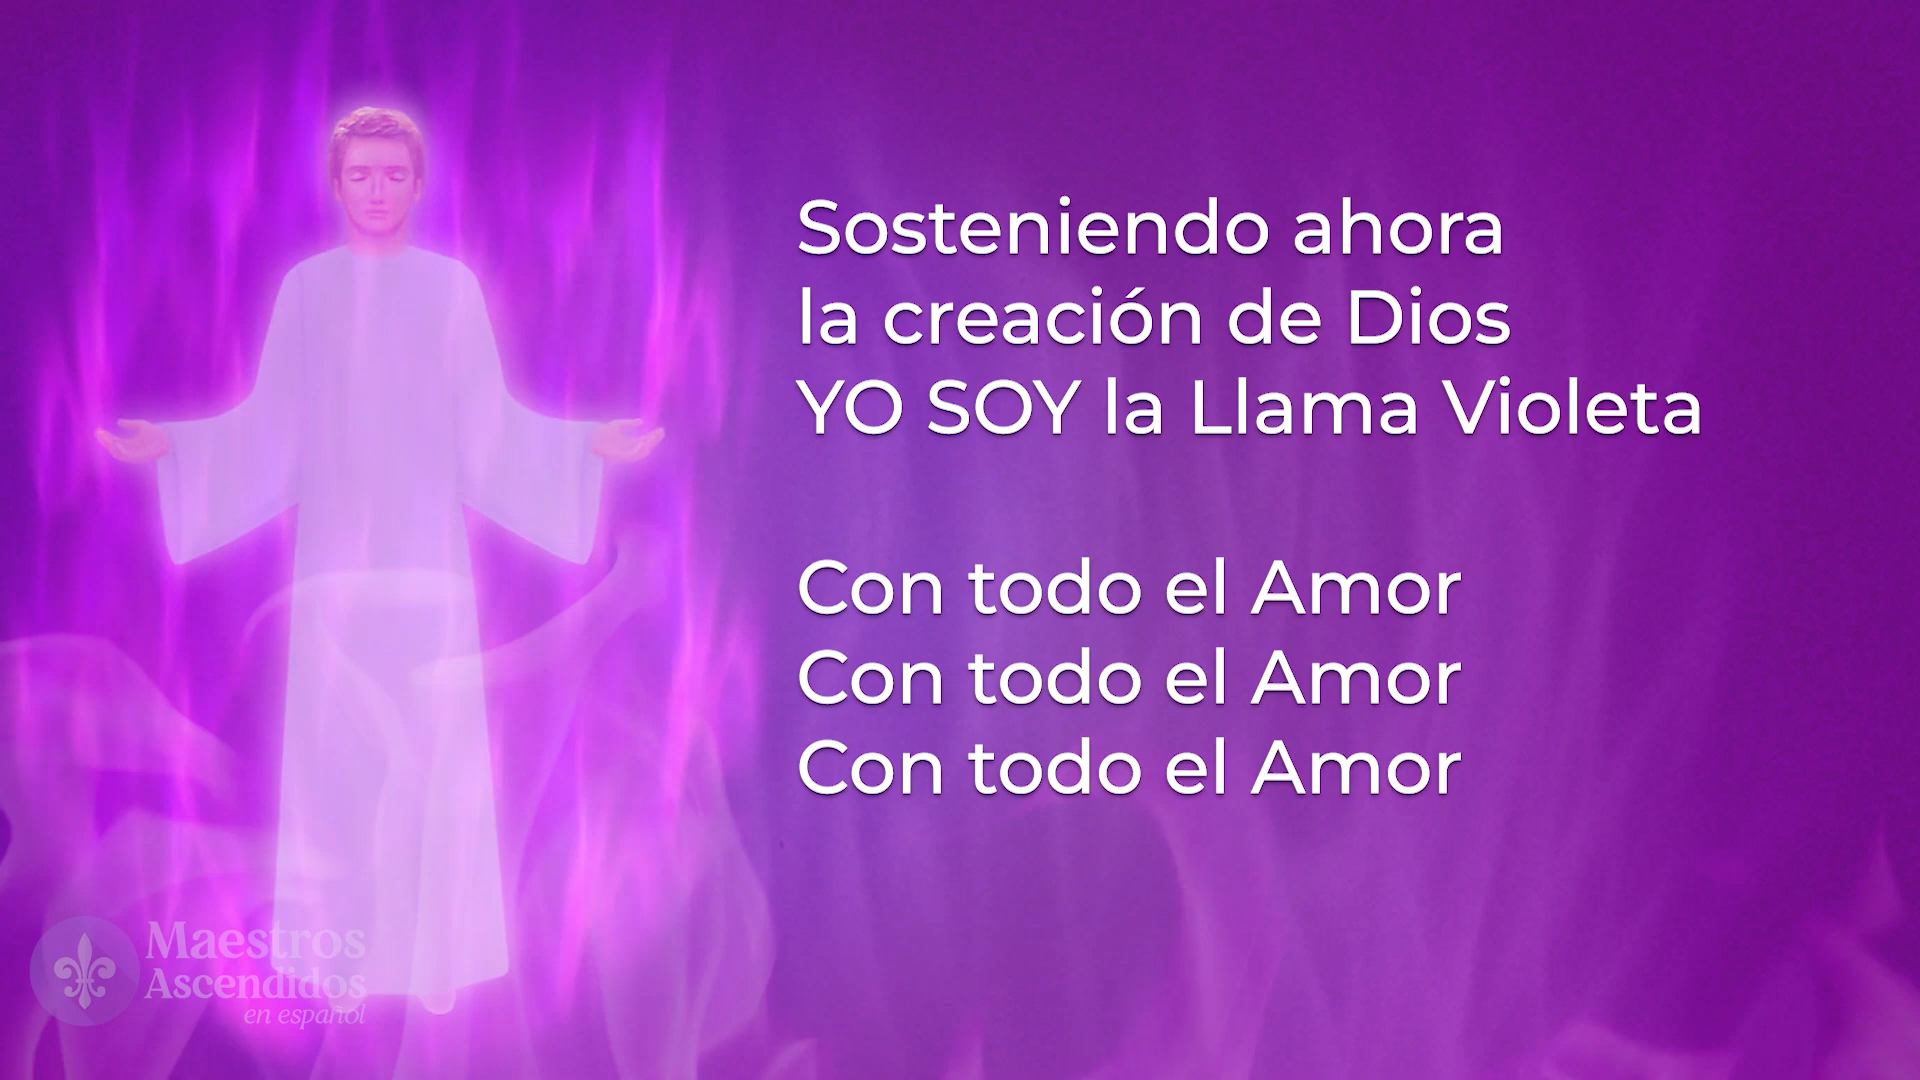 Sosteniendo ahora
la creación de Dios
YO SOY la Llama Violeta
Con todo el Amor
Con todo el Amor
Con todo el Amor
Maestros
Ascendidos
en español